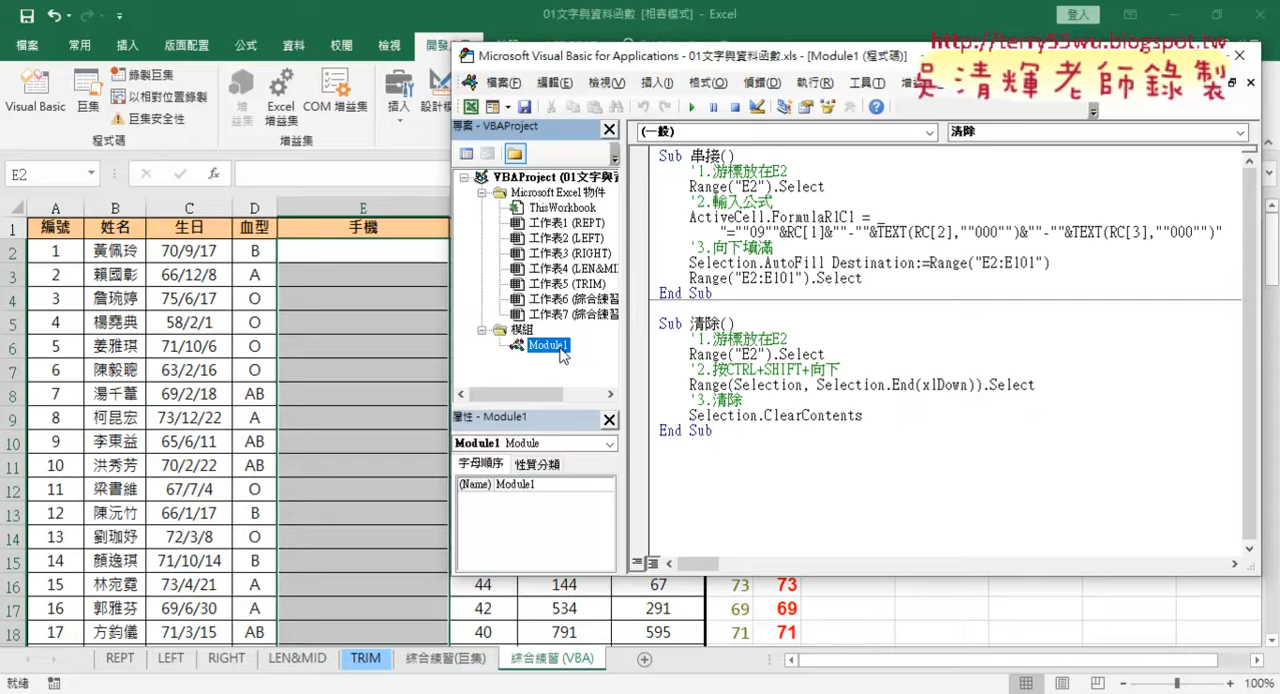 01文字與資料函數 [相容模式] - Excel
登入
檔案 常用 插入 版面配置 公式 資料 校閱 檢視
Visual Basic 巨集 錄製巨集 以相對位置錄製 巨集安全性
程式碼
增益集 Excel 增益集 COM 增益集
增益集
插入
E2
fx
A B C D E
編號 姓名 生日 血型 手機
1 黃佩玲 70/9/17 B
2 賴國彰 66/12/8 A
3 詹琬婷 75/6/17 O
4 楊堯典 58/2/1 O
5 姜雅琪 71/10/6 O
6 陳毅聰 63/2/16 O
7 湯千葦 69/2/18 AB
8 柯昆宏 73/12/22 A
9 李東益 65/6/11 AB
10 洪秀芳 70/2/22 AB
11 梁書維 67/7/4 O
12 陳沅竹 66/1/17 B
13 劉珈妤 72/3/8 O
14 顏逸琪 71/10/14 B
15 林宛霓 73/4/21 A 44 144 67 73 73
16 郭雅芬 69/6/30 A 42 534 291 69 69
17 方鈞儀 71/3/15 AB 40 791 595 71 71
REPT LEFT RIGHT LEN&MID TRIM 綜合練習(巨集) 綜合練習 (VBA)
就緒
100%
Microsoft Visual Basic for Applications - 01文字與資料函數.xls - [Module1 (程式碼)]
http://terry55wu.blogspot.tw
吳清輝老師錄製
檔案(F) 編輯(E) 檢視(V) 插入(I) 格式(O) 偵錯(D) 執行(R) 工具(T)
專案 - VBAProject
VBAProject (01文字與資
Microsoft Excel 物件
ThisWorkbook
工作表1 (REPT)
工作表2 (LEFT)
工作表3 (RIGHT)
工作表4 (LEN&MI
工作表5 (TRIM)
工作表6 (綜合練習
工作表7 (綜合練習
模組
Module1
屬性 - Module1
Module1 Module
字母順序 性質分類
(Name) Module1
(一般) 清除
Sub 串接()
'1.游標放在E2
Range("E2").Select
'2.輸入公式
ActiveCell.FormulaR1C1 = _
"=""09""&RC[1]&""-""&TEXT(RC[2],""000"")&""-""&TEXT(RC[3],""000"")"
'3.向下填滿
Selection.AutoFill Destination:=Range("E2:E101")
Range("E2:E101").Select
End Sub
Sub 清除()
'1.游標放在E2
Range("E2").Select
'2.按CTRL+SHIFT+向下
Range(Selection, Selection.End(xlDown)).Select
'3.清除
Selection.ClearContents
End Sub